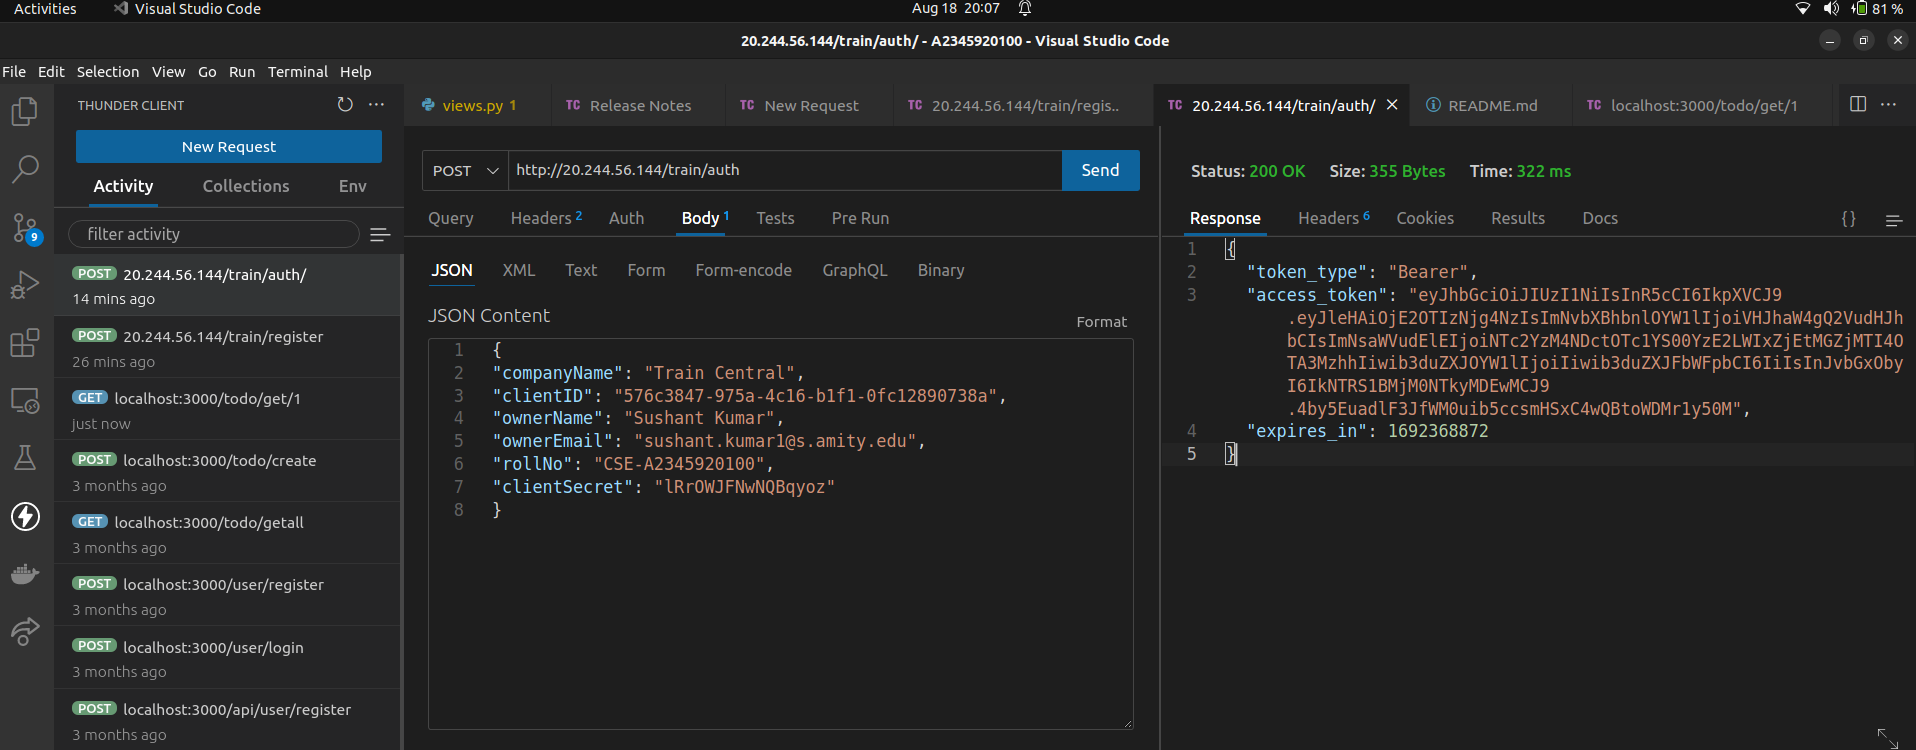 Activities Visual Studio Code Aug 18 20:07 81 %
20.244.56.144/train/auth/ - A2345920100 - Visual Studio Code
File Edit Selection View Go Run Terminal Help
THUNDER CLIENT
New Request
Activity Collections Env
filter activity
POST 20.244.56.144/train/auth/
14 mins ago
POST 20.244.56.144/train/register
26 mins ago
GET localhost:3000/todo/get/1
just now
POST localhost:3000/todo/create
3 months ago
GET localhost:3000/todo/getall
3 months ago
POST localhost:3000/user/register
3 months ago
POST localhost:3000/user/login
3 months ago
POST localhost:3000/api/user/register
3 months ago
9
views.py 1 TC Release Notes TC New Request TC 20.244.56.144/train/regis.. TC 20.244.56.144/train/auth/ README.md TC localhost:3000/todo/get/1
POST http://20.244.56.144/train/auth Send
Query Headers 2 Auth Body 1 Tests Pre Run
JSON XML Text Form Form-encode GraphQL Binary
JSON Content Format
1 {
2 "companyName": "Train Central",
3 "clientID": "576c3847-975a-4c16-b1f1-0fc12890738a",
4 "ownerName": "Sushant Kumar",
5 "ownerEmail": "sushant.kumar1@s.amity.edu",
6 "rollNo": "CSE-A2345920100",
7 "clientSecret": "lRrOWJFNwNQBqyoz"
8 }
Status: 200 OK Size: 355 Bytes Time: 322 ms
Response Headers 6 Cookies Results Docs {}
1 {
2 "token_type": "Bearer",
3 "access_token": "eyJhbGciOiJIUzI1NiIsInR5cCI6IkpXVCJ9
.eyJleHAiOjE2OTIzNjg4NzIsImNvbXBhbnlOYW1lIjoiVHJhaW4gQ2VudHJh
bCIsImNsaWVudElEIjoiNTc2YzM4NDctOTc1YS00YzE2LWIxZjEtMGZjMTI4O
TA3MzhhIiwib3duZXJOYW1lIjoiIiwib3duZXJFbWFpbCI6IiIsInJvbGxOby
I6IkNTRS1BMjM0NTkyMDEwMCJ9
.4by5EuadlF3JfWM0uib5ccsmHSxC4wQBtoWDMr1y50M",
4 "expires_in": 1692368872
5 }